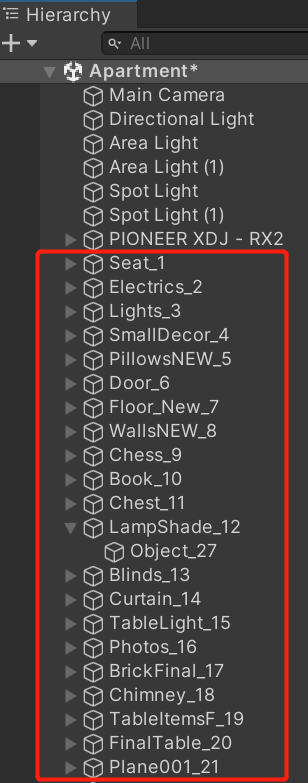 Hierarchy
All
Apartment*
Main Camera
Directional Light
Area Light
Area Light (1)
Spot Light
Spot Light (1)
PIONEER XDJ - RX2
Seat_1
Electrics_2
Lights_3
SmallDecor_4
PillowsNEW_5
Door_6
Floor_New_7
WallsNEW_8
Chess_9
Book_10
Chest_11
LampShade_12
Object_27
Blinds_13
Curtain_14
TableLight_15
Photos_16
BrickFinal_17
Chimney_18
TableItemsF_19
FinalTable_20
Plane001_21